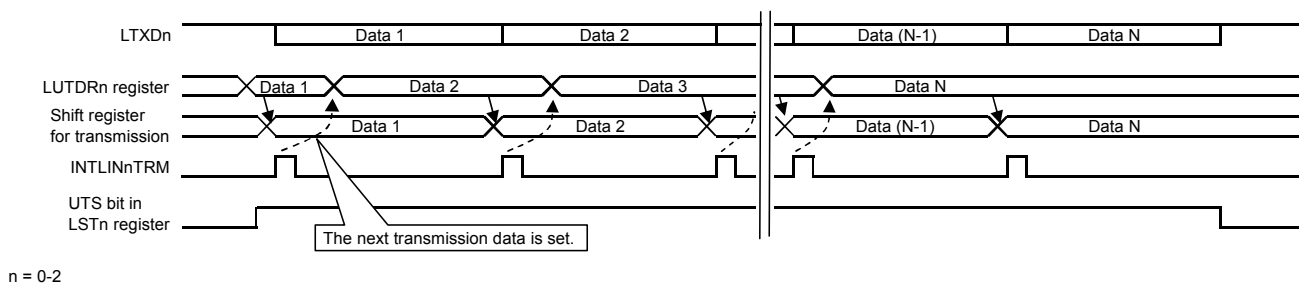 LTXDn
Data 1
Data 2
Data (N-1)
Data N
LUTDRn register
Data 1
Data 2
Data 3
Data N
Shift register
for transmission
Data 1
Data 2
Data (N-1)
Data N
INTLINnTRM
UTS bit in
LSTn register
The next transmission data is set.
n = 0-2